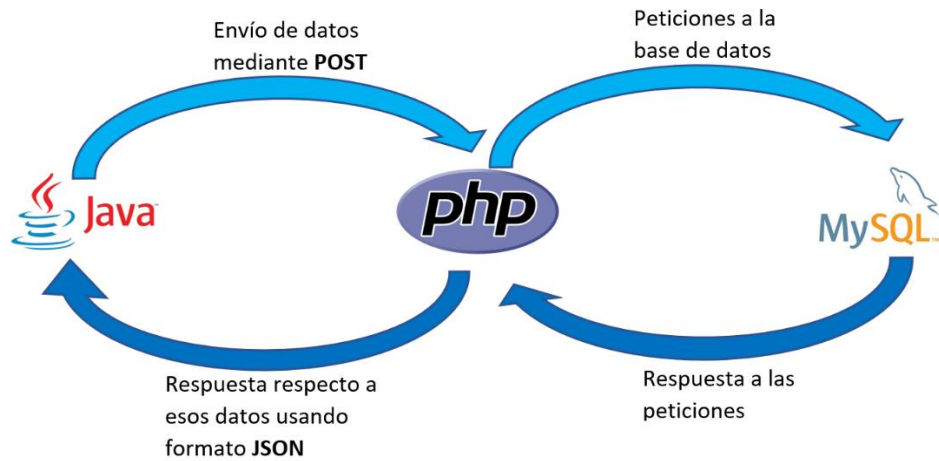 Envío de datos
mediante POST
Peticiones a la
base de datos
Java
php
MySQL™
Respuesta respecto a
esos datos usando
formato JSON
Respuesta a las
peticiones